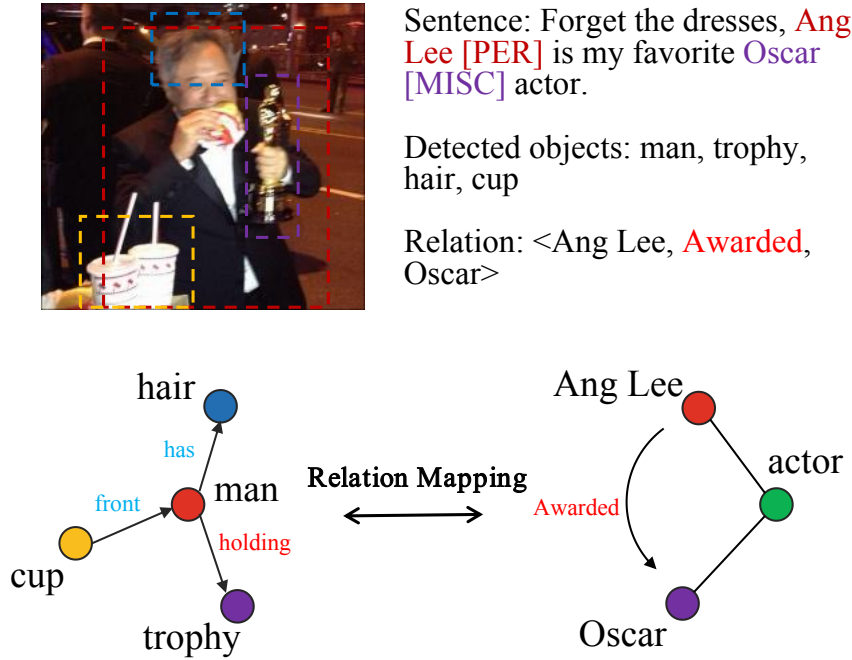 Sentence: Forget the dresses, Ang
Lee [PER] is my favorite Oscar
[MISC] actor.
Detected objects: man, trophy,
hair, cup
Relation: <Ang Lee, Awarded,
Oscar>
hair
has
man
front
holding
cup
trophy
Relation Mapping
Ang Lee
actor
Awarded
Oscar